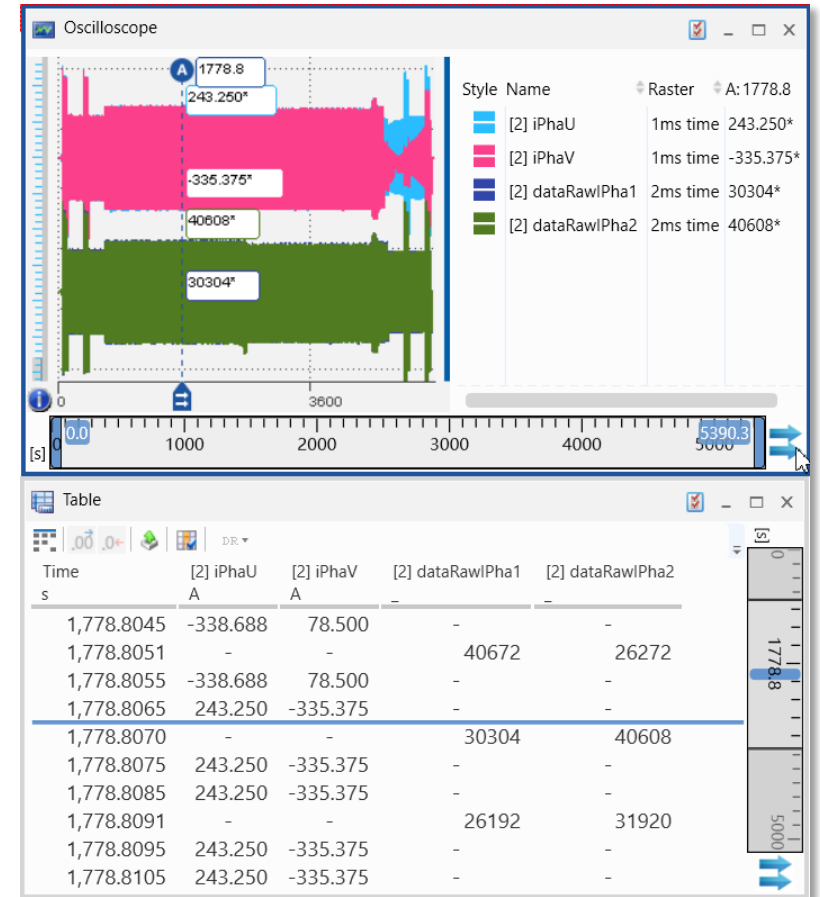 Oscilloscope
A 1778.8
243.250*
-335.375*
40608*
30304*
0 3600
Style Name Raster A: 1778.8
[2] iPhaU 1ms time 243.250*
[2] iPhaV 1ms time -335.375*
[2] dataRawIPha1 2ms time 30304*
[2] dataRawIPha2 2ms time 40608*
[s] 0 0.0 1000 2000 3000 4000 5000 5390.3
Table
.00 .0 DR
Time [2] iPhaU [2] iPhaV [2] dataRawIPha1 [2] dataRawIPha2
s A A _ _
1,778.8045 -338.688 78.500 - -
1,778.8051 - - 40672 26272
1,778.8055 -338.688 78.500 - -
1,778.8065 243.250 -335.375 - -
1,778.8070 - - 30304 40608
1,778.8075 243.250 -335.375 - -
1,778.8085 243.250 -335.375 - -
1,778.8091 - - 26192 31920
1,778.8095 243.250 -335.375 - -
1,778.8105 243.250 -335.375 - -
[s]
0
1778.8
5000